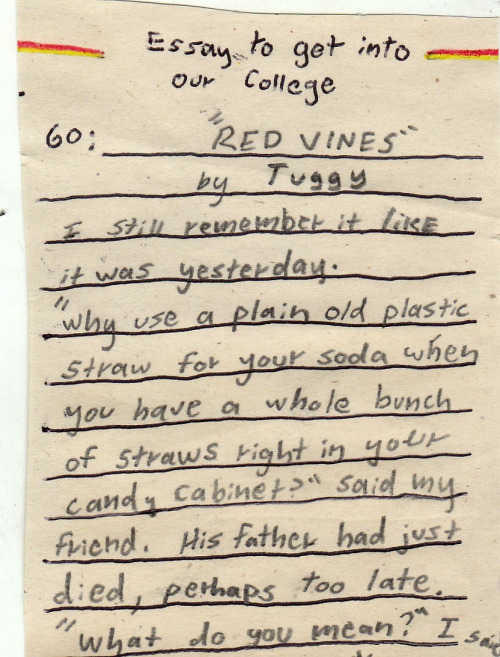 Essay to get into
our College
60: "RED VINES"
by Tuggy
I still remember it like
it was yesterday.
"Why use a plain old plastic
straw for your soda when
you have a whole bunch
of straws right in your
candy cabinet?" said my
friend. His father had just
died, perhaps too late.
"What do you mean?" I said